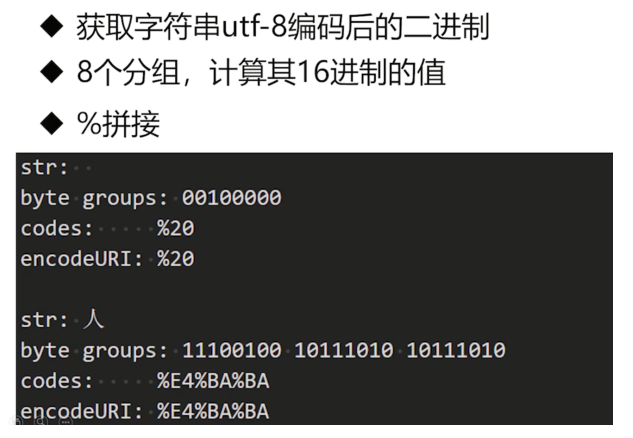 ◆ 获取字符串utf-8编码后的二进制
◆ 8个分组，计算其16进制的值
◆ %拼接
str:
byte groups: 00100000
codes: %20
encodeURI: %20
str: 人
byte groups: 11100100 10111010 10111010
codes: %E4%BA%BA
encodeURI: %E4%BA%BA